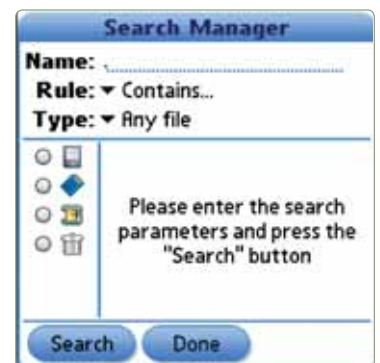 Search Manager
Name: .
Rule: Contains...
Type: Any file
Please enter the search
parameters and press the
"Search" button
Search Done